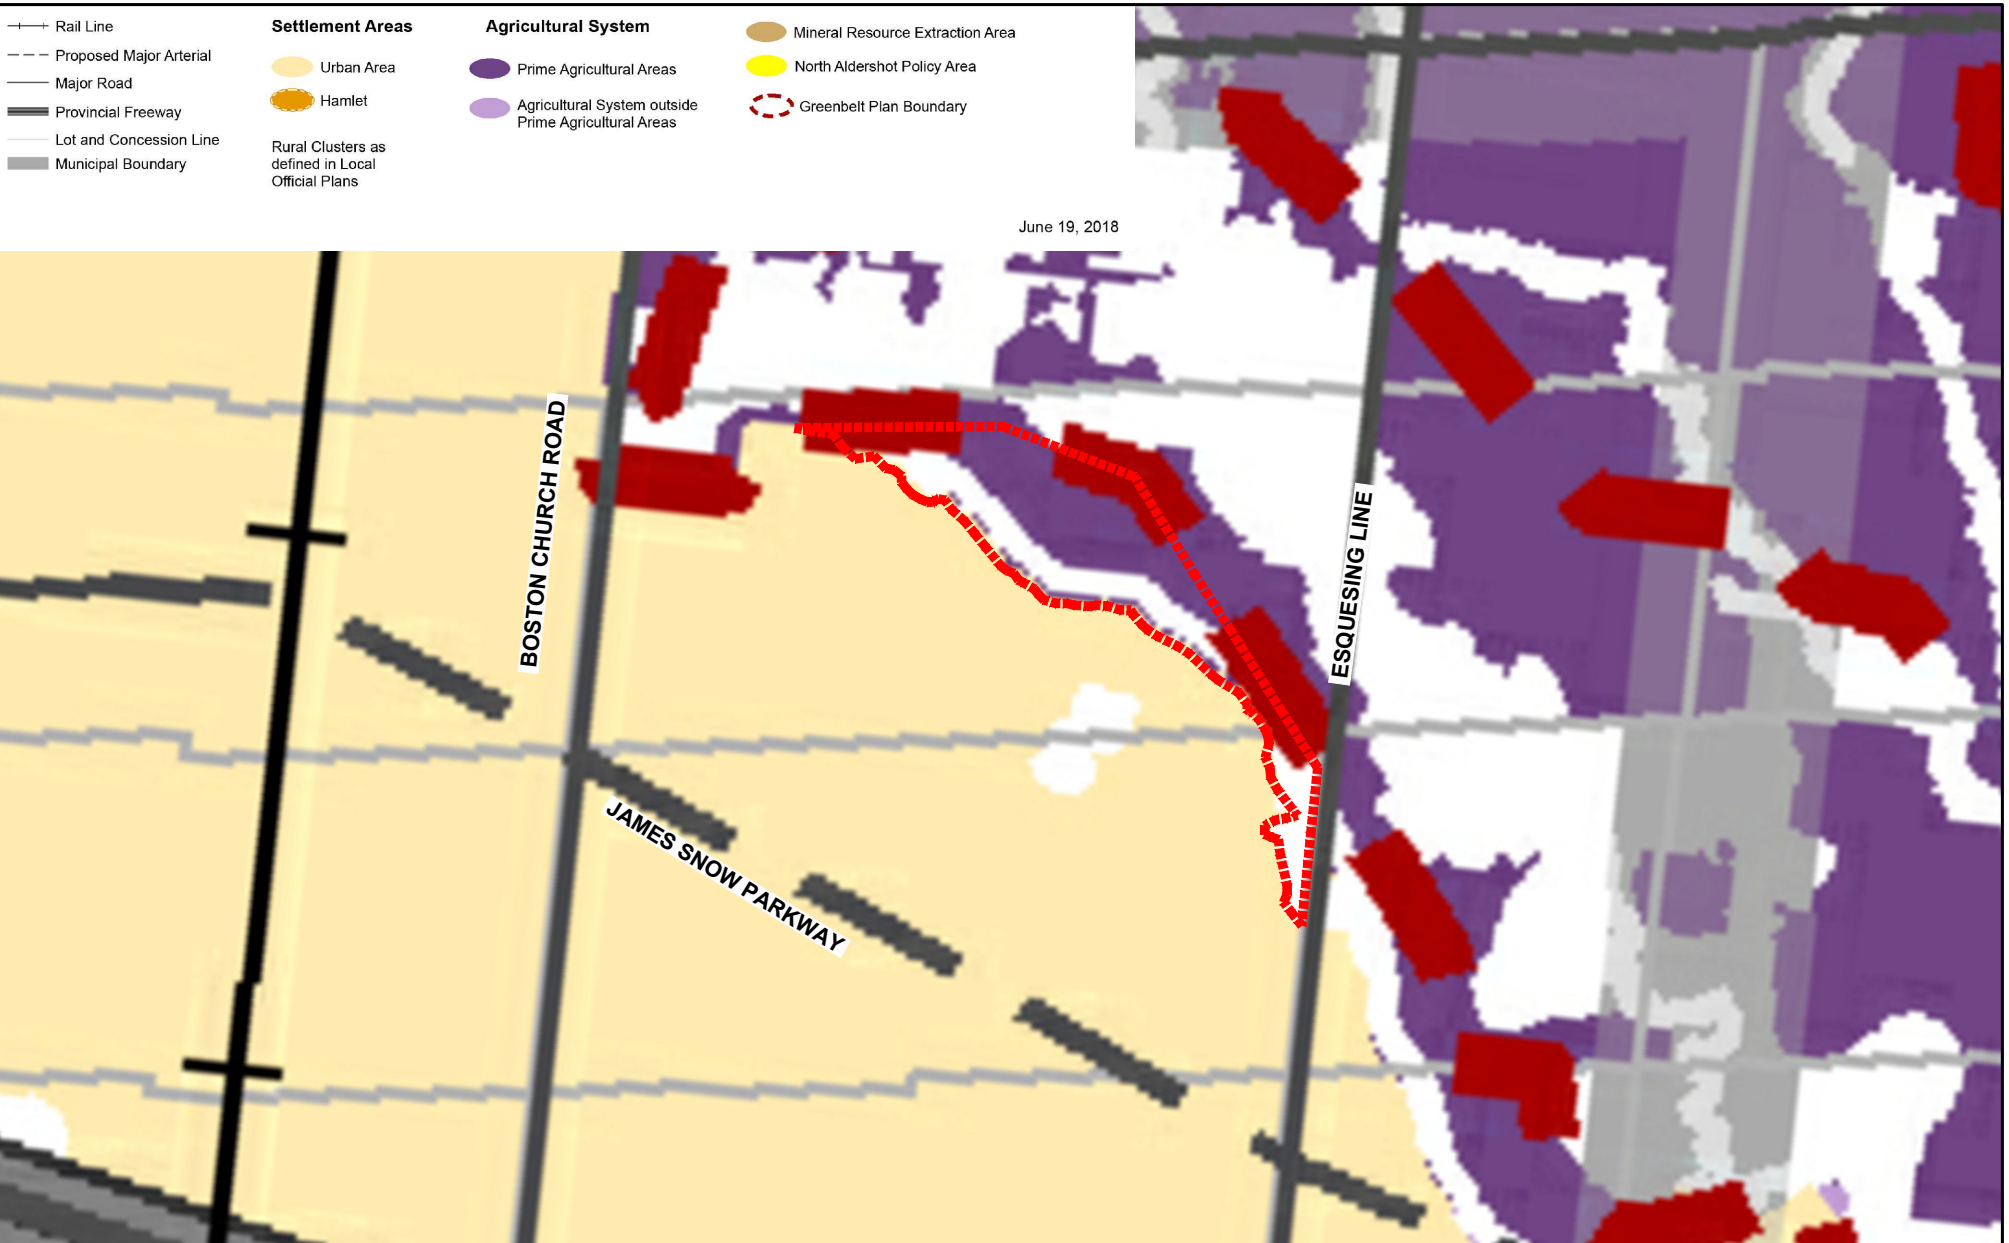 Rail Line
Proposed Major Arterial
Major Road
Provincial Freeway
Lot and Concession Line
Municipal Boundary
Settlement Areas
Urban Area
Hamlet
Rural Clusters as
defined in Local
Official Plans
Agricultural System
Prime Agricultural Areas
Agricultural System outside
Prime Agricultural Areas
Mineral Resource Extraction Area
North Aldershot Policy Area
Greenbelt Plan Boundary
June 19, 2018
BOSTON CHURCH ROAD
ESQUESING LINE
JAMES SNOW PARKWAY